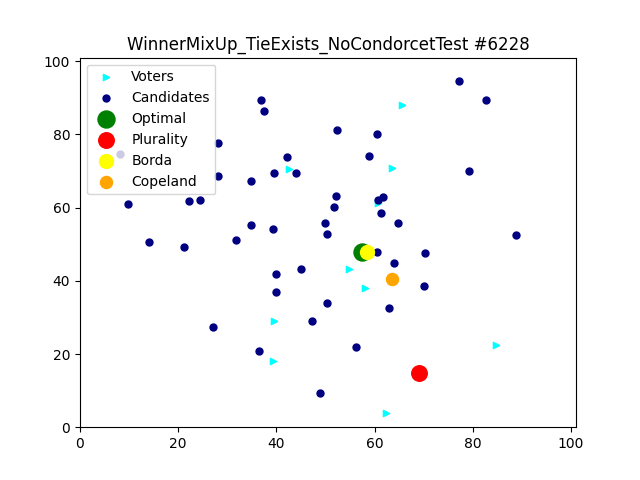 WinnerMixUp_TieExists_NoCondorcetTest #6228
100
80
60
40
20
0
Voters
Candidates
Optimal
Plurality
Borda
Copeland
0 20 40 60 80 100